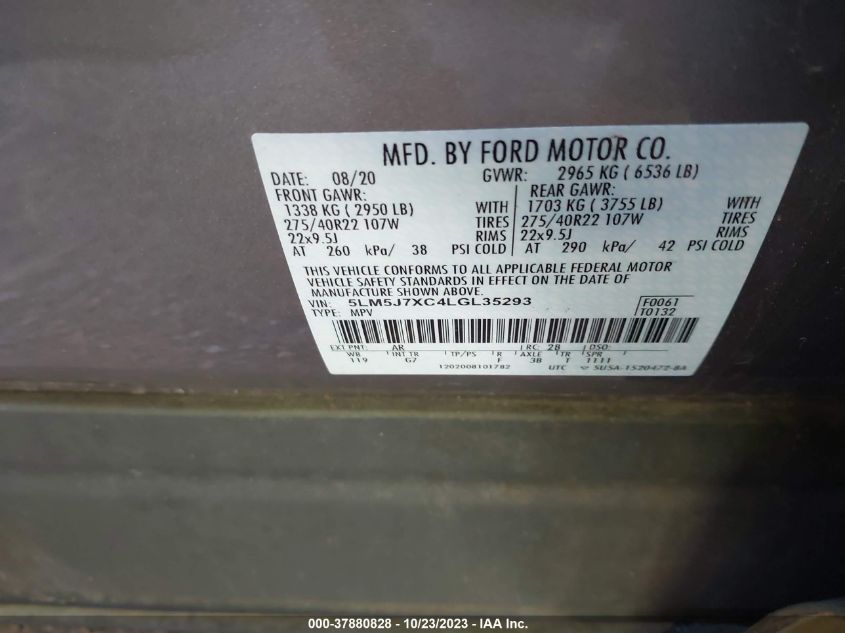 MFD. BY FORD MOTOR CO.
DATE: 08/20 GVWR: 2965 KG ( 6536 LB)
FRONT GAWR: REAR GAWR:
1338 KG ( 2950 LB) WITH 1703 KG ( 3755 LB) WITH
275/40R22 107W TIRES 275/40R22 107W TIRES
22x9.5J RIMS 22x9.5J RIMS
AT 260 kPa/ 38 PSI COLD AT 290 kPa/ 42 PSI COLD
THIS VEHICLE CONFORMS TO ALL APPLICABLE FEDERAL MOTOR
VEHICLE SAFETY STANDARDS IN EFFECT ON THE DATE OF
MANUFACTURE SHOWN ABOVE.
VIN: 5LM5J7XC4LGL35293 F0061
TYPE: MPV T0132
EXT PNT: AR RC: 28 DSO:
WB INT TR TP/PS R AXLE TR SPR
119 G7 F 3B T 1111
1202008101782 UTC SU5A-1520472-BA
000-37880828 - 10/23/2023 - IAA Inc.